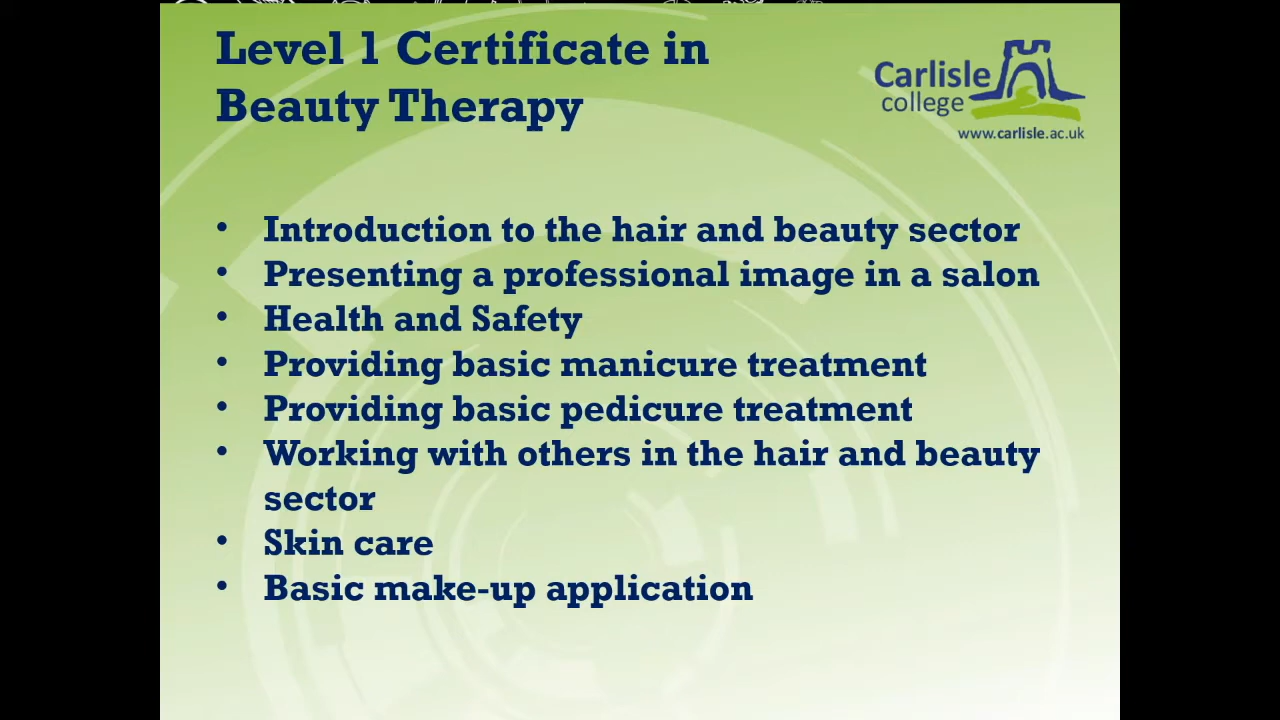 Level 1 Certificate in
Beauty Therapy
Carlisle
college
www.carlisle.ac.uk
• Introduction to the hair and beauty sector
• Presenting a professional image in a salon
• Health and Safety
• Providing basic manicure treatment
• Providing basic pedicure treatment
• Working with others in the hair and beauty
sector
• Skin care
• Basic make-up application